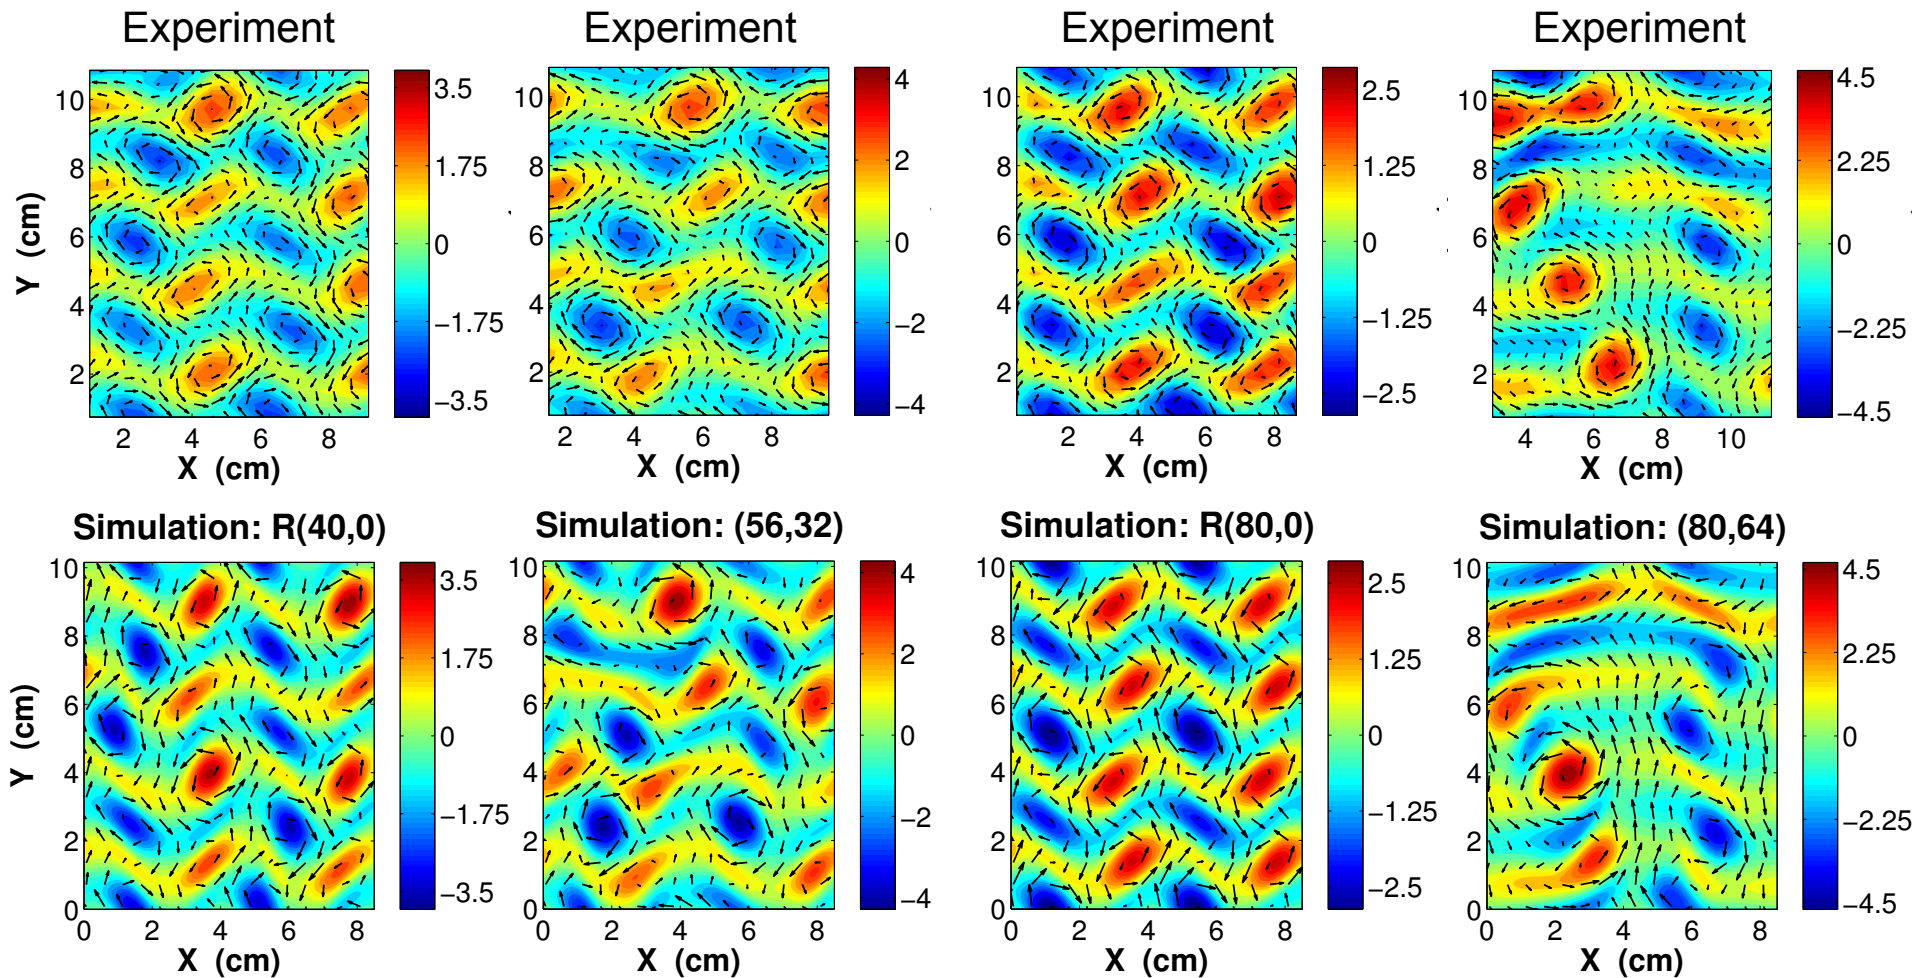 Experiment Experiment Experiment Experiment
10 8 6 4 2
Y (cm)
2 4 6 8
X (cm)
3.5 1.75 0 −1.75 −3.5
10 8 6 4 2
2 4 6 8
X (cm)
4 2 0 −2 −4
10 8 6 4 2
2 4 6 8
X (cm)
2.5 1.25 0 −1.25 −2.5
10 8 6 4 2
4 6 8 10
X (cm)
4.5 2.25 0 −2.25 −4.5
Simulation: R(40,0) Simulation: (56,32) Simulation: R(80,0) Simulation: (80,64)
10 8 6 4 2 0
Y (cm)
0 2 4 6 8
X (cm)
3.5 1.75 0 −1.75 −3.5
10 8 6 4 2 0
0 2 4 6 8
X (cm)
4 2 0 −2 −4
10 8 6 4 2 0
0 2 4 6 8
X (cm)
2.5 1.25 0 −1.25 −2.5
10 8 6 4 2 0
0 2 4 6 8
X (cm)
4.5 2.25 0 −2.25 −4.5